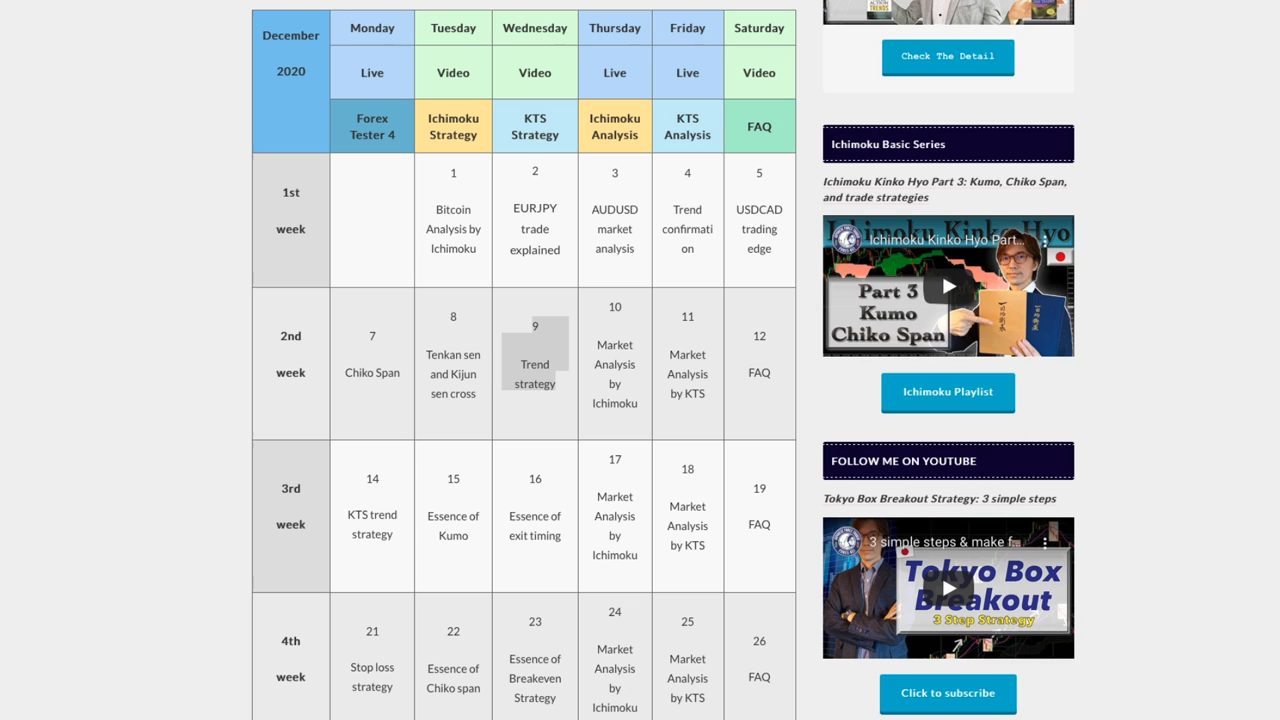 December
2020
Monday
Tuesday
Wednesday
Thursday
Friday
Saturday
Live
Video
Video
Live
Live
Video
Forex
Tester 4
Ichimoku
Strategy
KTS
Strategy
Ichimoku
Analysis
KTS
Analysis
FAQ
1st
week
1
Bitcoin
Analysis by
Ichimoku
2
EURJPY
trade
explained
3
AUDUSD
market
analysis
4
Trend
confirmati
on
5
USDCAD
trading
edge
2nd
week
7
Chiko Span
8
Tenkan sen
and Kijun
sen cross
9
Trend
strategy
10
Market
Analysis
by
Ichimoku
11
Market
Analysis
by KTS
12
FAQ
3rd
week
14
KTS trend
strategy
15
Essence of
Kumo
16
Essence of
exit timing
17
Market
Analysis
by
Ichimoku
18
Market
Analysis
by KTS
19
FAQ
4th
week
21
Stop loss
strategy
22
Essence of
Chiko span
23
Essence of
Breakeven
Strategy
24
Market
Analysis
by
Ichimoku
25
Market
Analysis
by KTS
26
FAQ
TRENDS
Check The Detail
Ichimoku Basic Series
Ichimoku Kinko Hyo Part 3: Kumo, Chiko Span,
and trade strategies
Ichimoku Kinko Hyo
Ichimoku Kinko Hyo Part...
Part 3
Kumo
Chiko Span
Ichimoku Playlist
FOLLOW ME ON YOUTUBE
Tokyo Box Breakout Strategy: 3 simple steps
3 simple steps & make f...
Tokyo Box
Breakout
3 Step Strategy
Click to subscribe